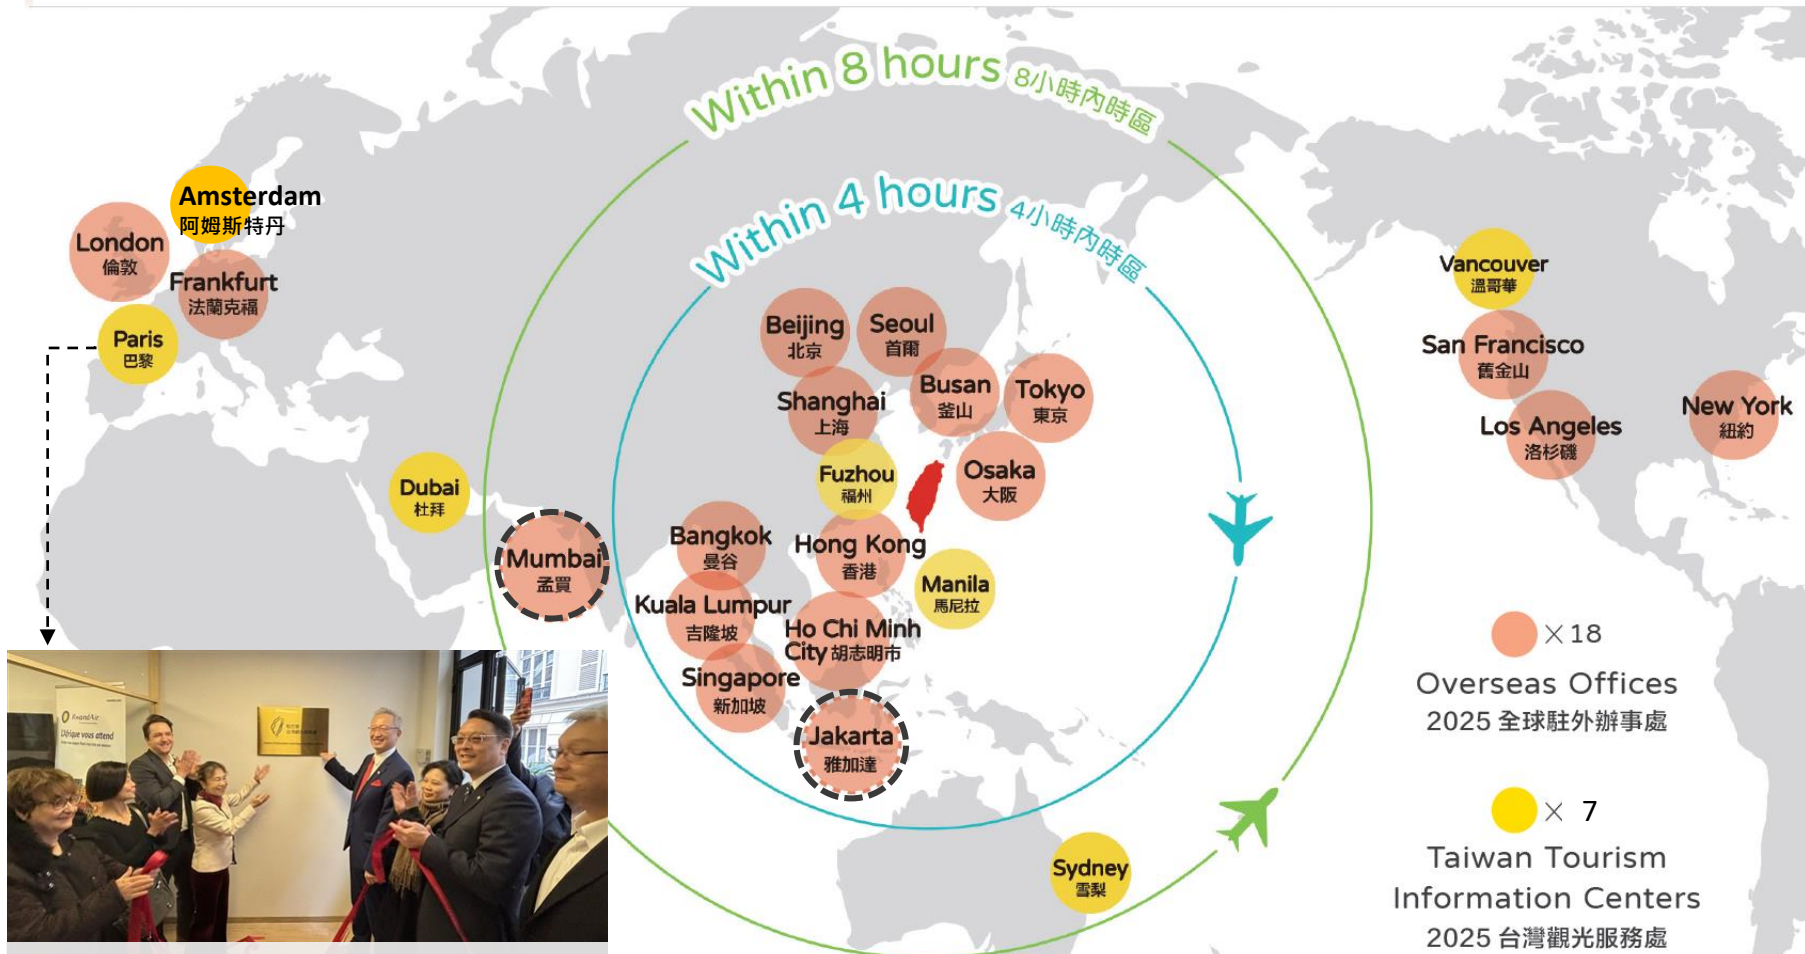 Within 8 hours 8小時內時區
Within 4 hours 4小時內時區
Amsterdam
阿姆斯特丹
London
倫敦
Frankfurt
法蘭克福
Paris
巴黎
Dubai
杜拜
Mumbai
孟買
Beijing
北京
Seoul
首爾
Busan
釜山
Tokyo
東京
Shanghai
上海
Fuzhou
福州
Osaka
大阪
Bangkok
曼谷
Hong Kong
香港
Manila
馬尼拉
Kuala Lumpur
吉隆坡
Ho Chi Minh
City 胡志明市
Singapore
新加坡
Jakarta
雅加達
Sydney
雪梨
Vancouver
溫哥華
San Francisco
舊金山
Los Angeles
洛杉磯
New York
紐約
×18
Overseas Offices
2025 全球駐外辦事處
× 7
Taiwan Tourism
Information Centers
2025 台灣觀光服務處
RwandAir
L'Afrique vous attend